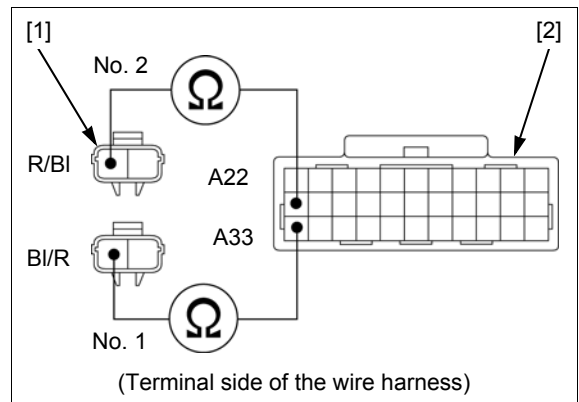 [1]
[2]
No. 2
Ω
R/Bl
A22
A33
Bl/R
No. 1
Ω
(Terminal side of the wire harness)